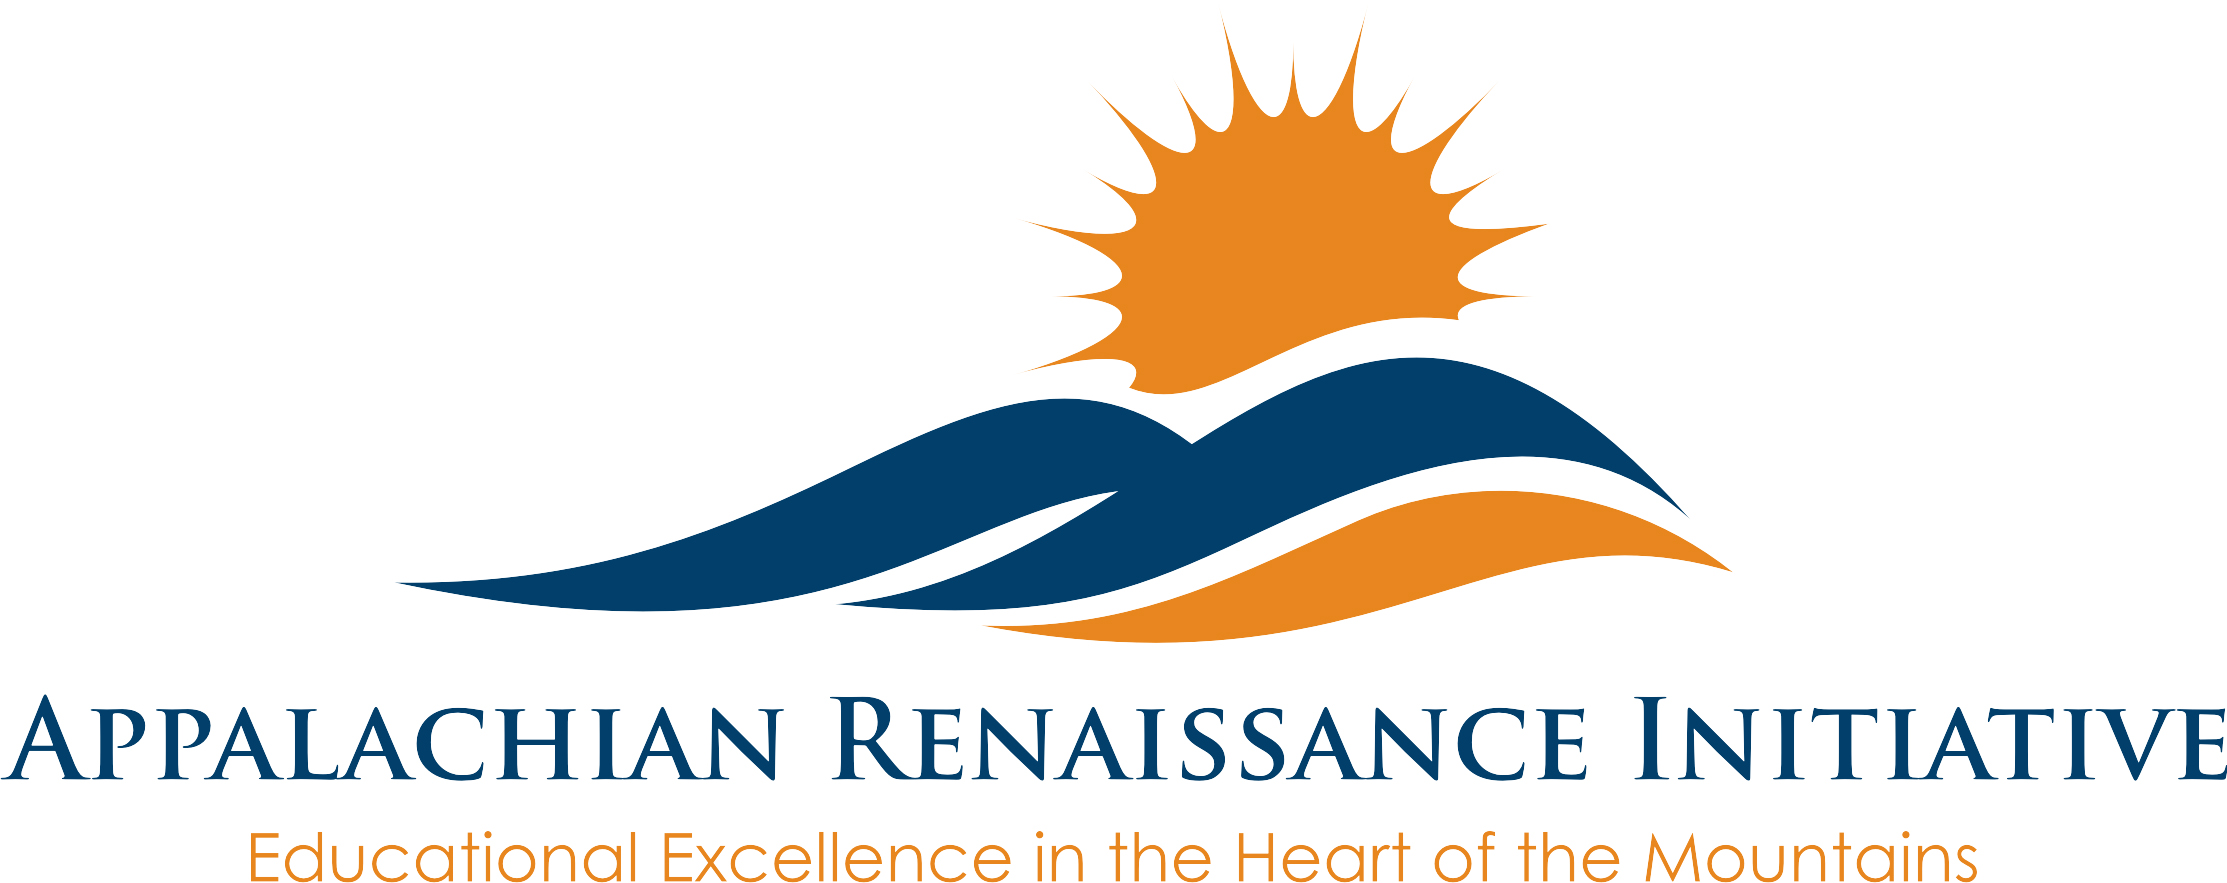 Appalachian Renaissance Initiative
Educational Excellence in the Heart of the Mountains